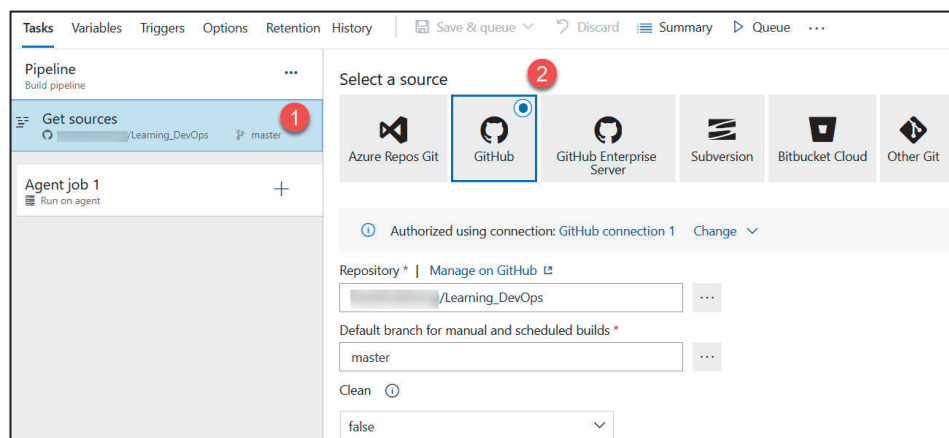 Tasks Variables Triggers Options Retention History Save & queue Discard Summary Queue ...
Pipeline
Build pipeline
...
Get sources
/Learning_DevOps master
1
Agent job 1
Run on agent
+
Select a source
2
Azure Repos Git
GitHub
GitHub Enterprise
Server
Subversion
Bitbucket Cloud
Other Git
Authorized using connection: GitHub connection 1 Change
Repository * | Manage on GitHub
/Learning_DevOps
...
Default branch for manual and scheduled builds *
master
...
Clean
false